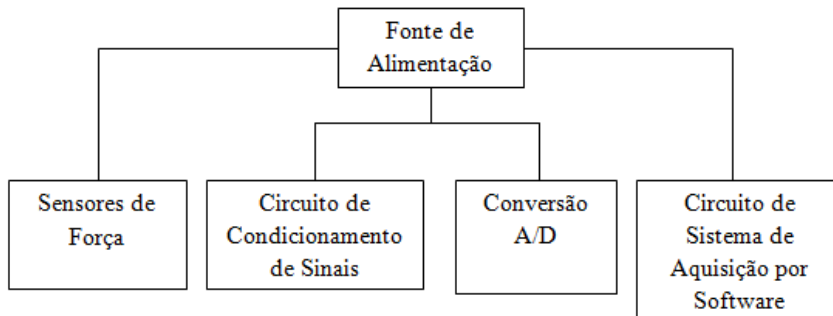 Fonte de
Alimentação
Sensores de
Força
Circuito de
Condicionamento
de Sinais
Conversão
A/D
Circuito de
Sistema de
Aquisição por
Software